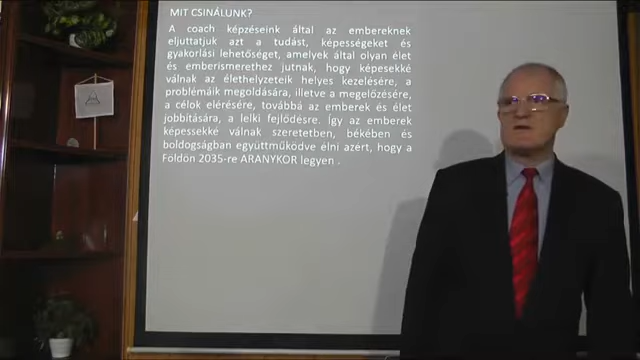 MIT CSINÁLUNK?
A coach képzéseink által az embereknek
eljuttatjuk azt a tudást, képességeket és
gyakorlási lehetőséget, amelyek által olyan élet
és emberismerethez jutnak, hogy képesekké
válnak az élethelyzeteik helyes kezelésére, a
problémáik megoldására, illetve a megelőzésére,
a célok elérésére, továbbá az emberek és élet
jobbítására, a lelki fejlődésre. Így az emberek
képessekké válnak szeretetben, békében és
boldogságban együttműködve élni azért, hogy a
Földön 2035-re ARANYKOR legyen .